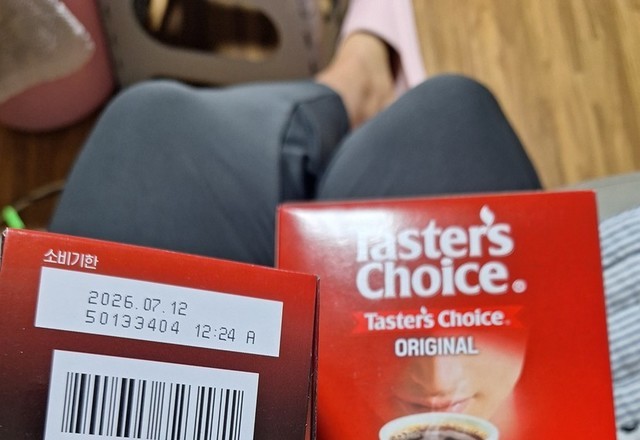 소비기한
2026.07.12
50133404 12:24 A
Taster's
Choice®
Taster's Choice®
ORIGINAL